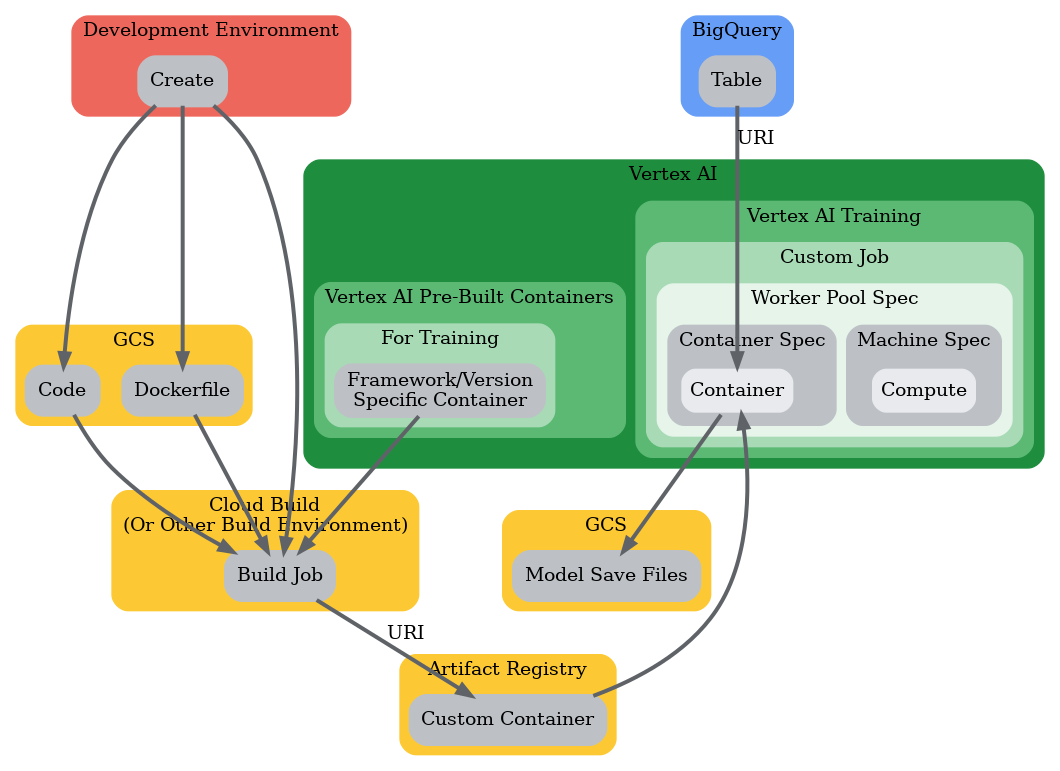 Development Environment
Create
BigQuery
Table
URI
Vertex AI
Vertex AI Training
Custom Job
Worker Pool Spec
Vertex AI Pre-Built Containers
For Training
Framework/Version
Specific Container
Container Spec
Container
Machine Spec
Compute
GCS
Code
Dockerfile
Cloud Build
(Or Other Build Environment)
Build Job
GCS
Model Save Files
URI
Artifact Registry
Custom Container